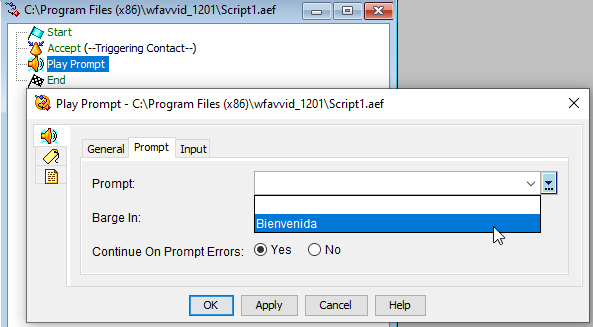 C:\Program Files (x86)\wfavvid_1201\Script1.aef
Start
Accept (--Triggering Contact--)
Play Prompt
End
Play Prompt - C:\Program Files (x86)\wfavvid_1201\Script1.aef
General Prompt Input
Prompt:
Bienvenida
Barge In:
Continue On Prompt Errors: Yes No
OK Apply Cancel Help